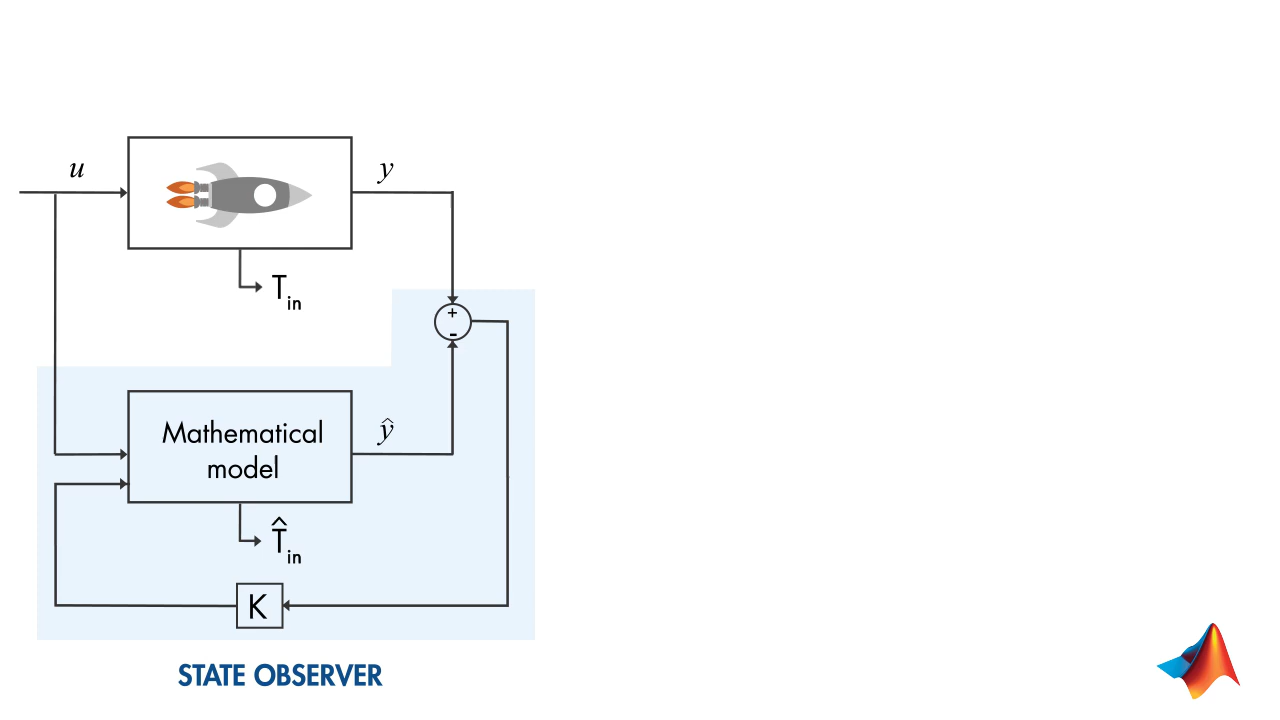 u
y
T_in
+
-
Mathematical
model
ŷ
T̂_in
K
STATE OBSERVER